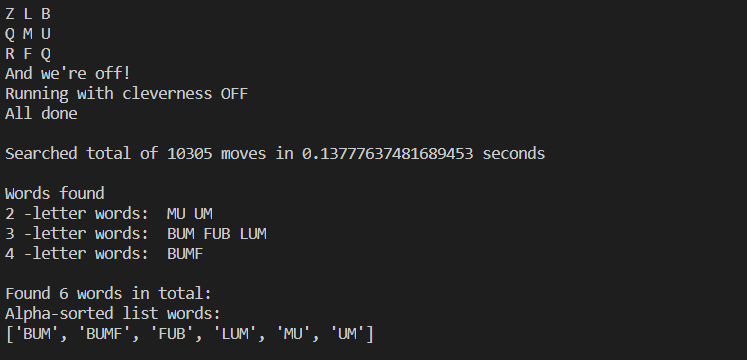 Z L B
Q M U
R F Q
And we're off!
Running with cleverness OFF
All done
Searched total of 10305 moves in 0.13777637481689453 seconds
Words found
2 -letter words:  MU UM
3 -letter words:  BUM FUB LUM
4 -letter words:  BUMF
Found 6 words in total:
Alpha-sorted list words:
['BUM', 'BUMF', 'FUB', 'LUM', 'MU', 'UM']